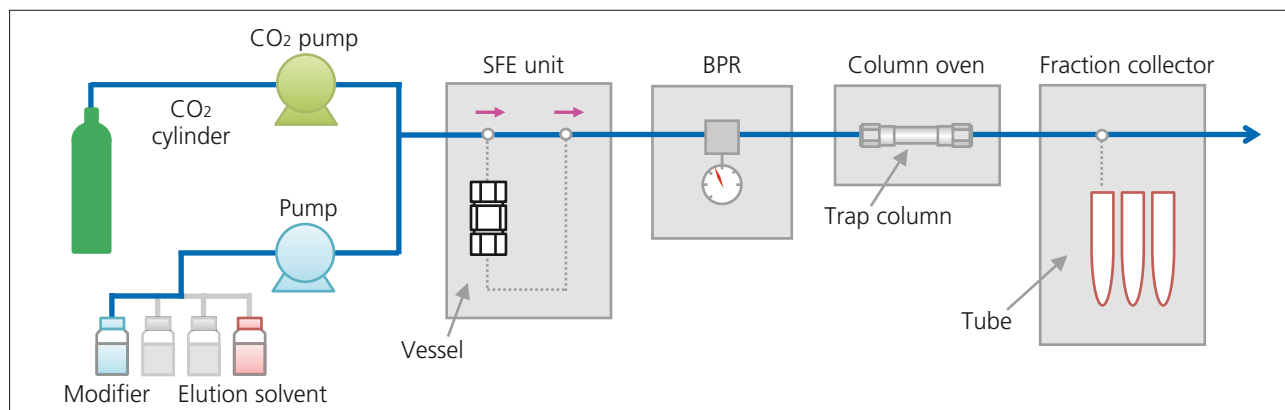 CO2 pump
SFE unit
BPR
Column oven
Fraction collector
CO2
cylinder
Pump
Trap column
Vessel
Tube
Modifier
Elution solvent